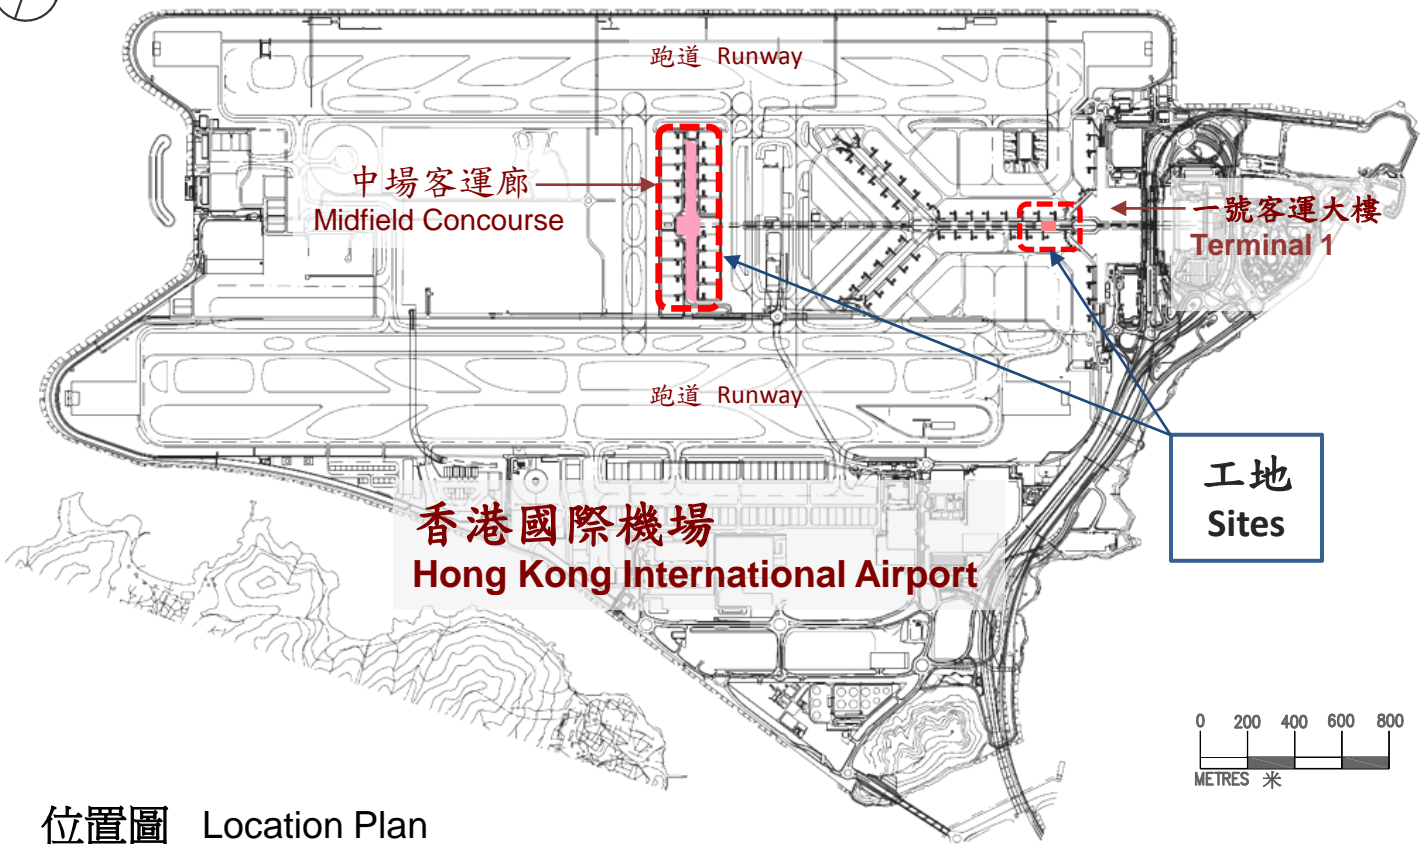 跑道 Runway
中場客運廊
Midfield Concourse
一號客運大樓
Terminal 1
跑道 Runway
工地
Sites
香港國際機場
Hong Kong International Airport
0 200 400 600 800
METRES 米
位置圖 Location Plan